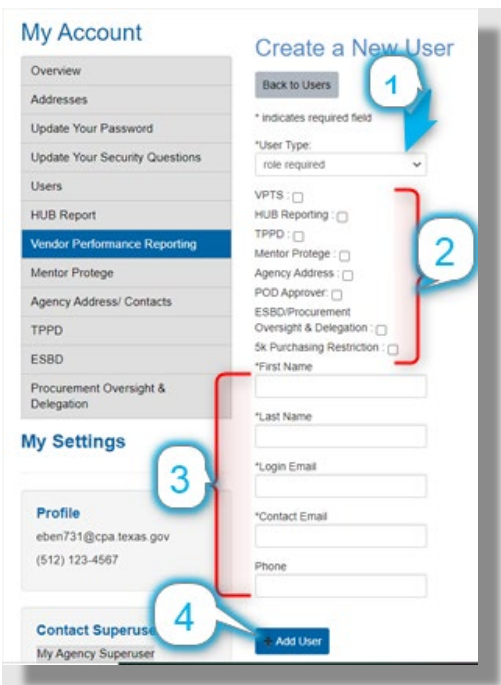 My Account
Overview
Addresses
Update Your Password
Update Your Security Questions
Users
HUB Report
Vendor Performance Reporting
Mentor Protege
Agency Address/ Contacts
TPPD
ESBD
Procurement Oversight &
Delegation
My Settings
Profile
eben731@cpa.texas.gov
(512) 123-4567
Contact Superuse
My Agency Superuser
Create a New User
Back to Users
1
* indicates required field
*User Type:
role required
VPTS :
HUB Reporting :
TPPD :
Mentor Protege :
Agency Address :
POD Approver:
ESBD/Procurement
Oversight & Delegation :
5k Purchasing Restriction :
2
*First Name
*Last Name
3
*Login Email
*Contact Email
Phone
4
+ Add User